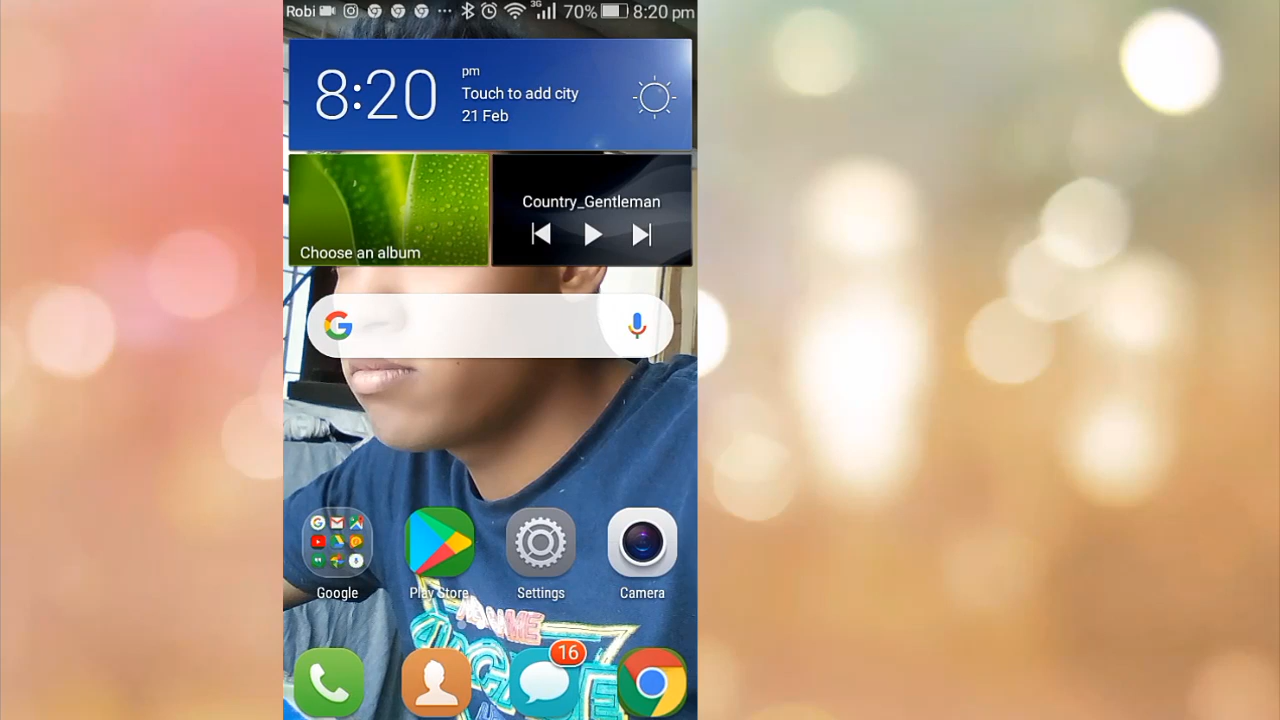 Robi 3G 70% 8:20 pm
8:20
pm
Touch to add city
21 Feb
Country_Gentleman
Choose an album
G
Google
Play Store
Settings
Camera
16